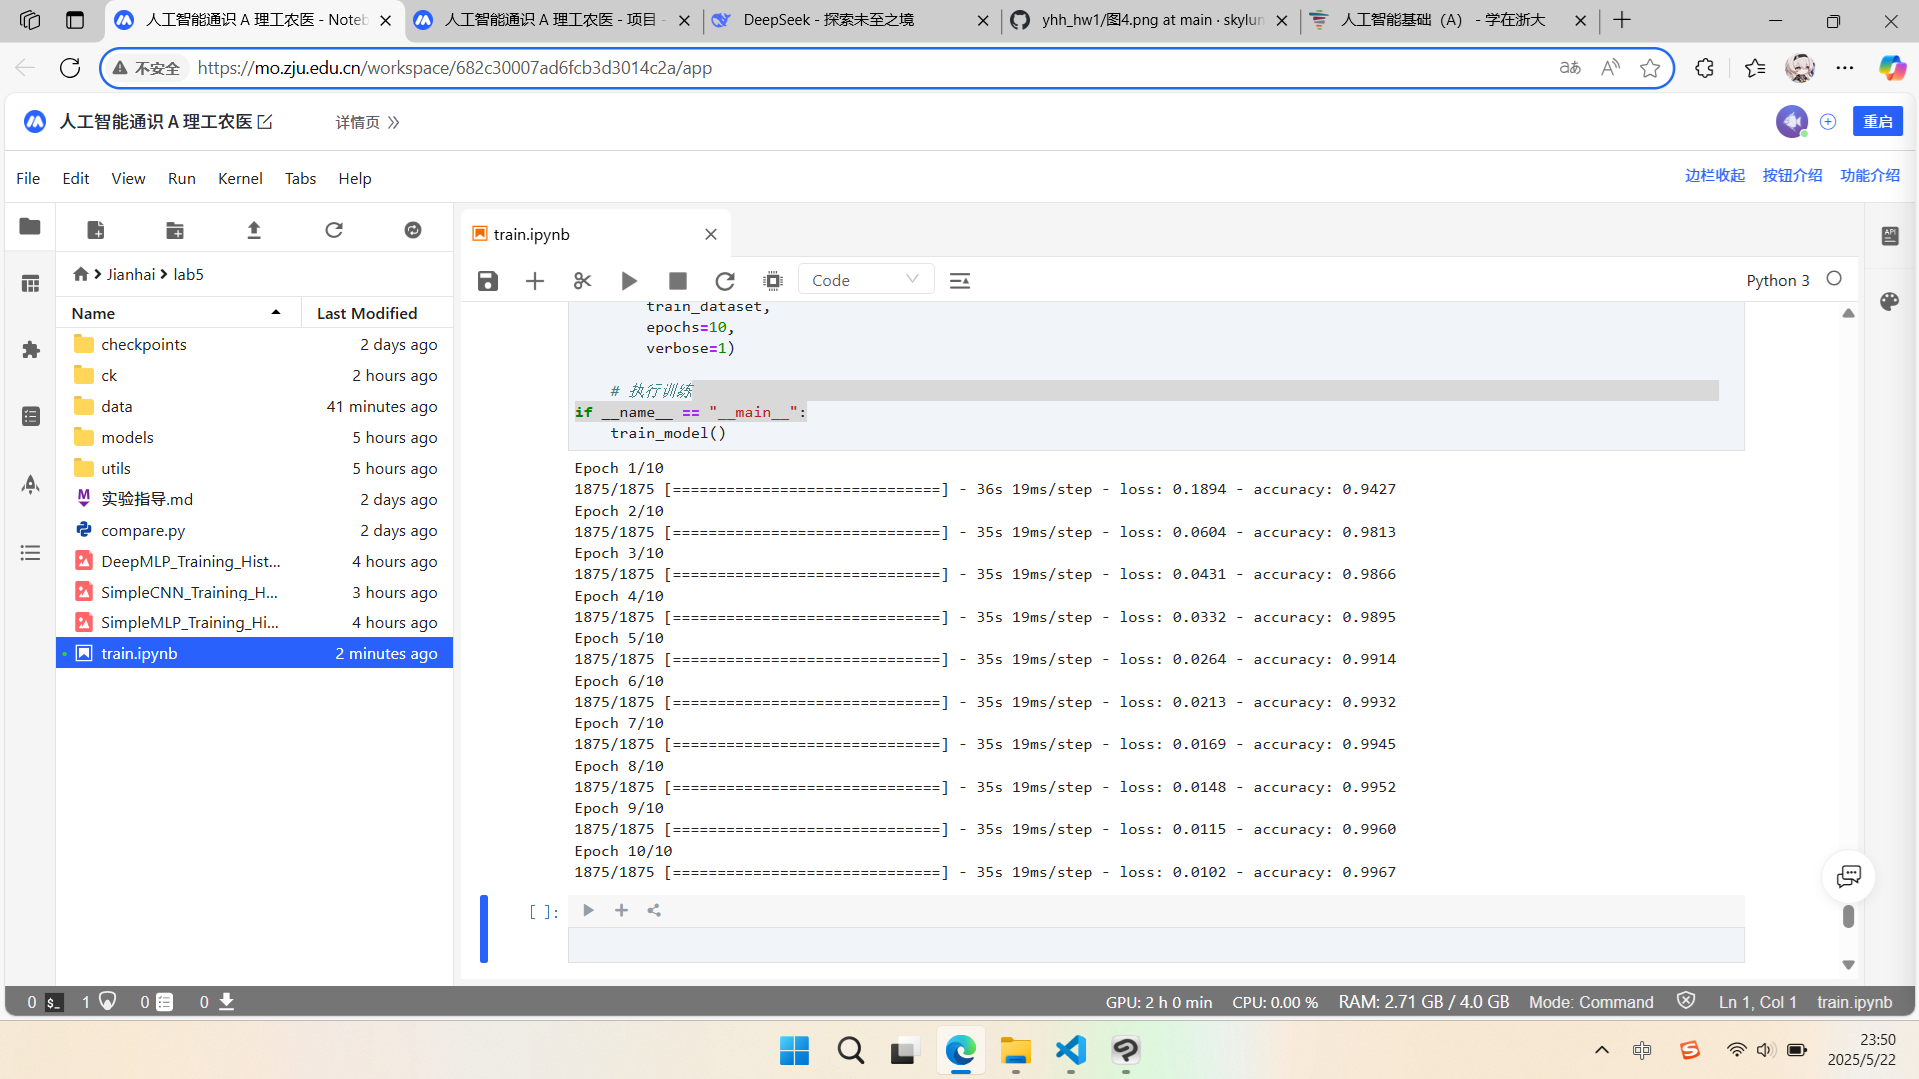 人工智能通识 A 理工农医 - Noteb
人工智能通识 A 理工农医 - 项目 -
DeepSeek - 探索未至之境
yhh_hw1/图4.png at main · skylun
人工智能基础（A） - 学在浙大
不安全
https://mo.zju.edu.cn/workspace/682c30007ad6fcb3d3014c2a/app
人工智能通识 A 理工农医
详情页
重启
File Edit View Run Kernel Tabs Help
边栏收起 按钮介绍 功能介绍
train.ipynb
Jianhai lab5
Code
Python 3
Name Last Modified
checkpoints 2 days ago
ck 2 hours ago
data 41 minutes ago
models 5 hours ago
utils 5 hours ago
实验指导.md 2 days ago
compare.py 2 days ago
DeepMLP_Training_Hist... 4 hours ago
SimpleCNN_Training_H... 3 hours ago
SimpleMLP_Training_Hi... 4 hours ago
train.ipynb 2 minutes ago
train_dataset,
epochs=10,
verbose=1)
# 执行训练
if __name__ == "__main__":
train_model()
Epoch 1/10
1875/1875 [==============================] - 36s 19ms/step - loss: 0.1894 - accuracy: 0.9427
Epoch 2/10
1875/1875 [==============================] - 35s 19ms/step - loss: 0.0604 - accuracy: 0.9813
Epoch 3/10
1875/1875 [==============================] - 35s 19ms/step - loss: 0.0431 - accuracy: 0.9866
Epoch 4/10
1875/1875 [==============================] - 35s 19ms/step - loss: 0.0332 - accuracy: 0.9895
Epoch 5/10
1875/1875 [==============================] - 35s 19ms/step - loss: 0.0264 - accuracy: 0.9914
Epoch 6/10
1875/1875 [==============================] - 35s 19ms/step - loss: 0.0213 - accuracy: 0.9932
Epoch 7/10
1875/1875 [==============================] - 35s 19ms/step - loss: 0.0169 - accuracy: 0.9945
Epoch 8/10
1875/1875 [==============================] - 35s 19ms/step - loss: 0.0148 - accuracy: 0.9952
Epoch 9/10
1875/1875 [==============================] - 35s 19ms/step - loss: 0.0115 - accuracy: 0.9960
Epoch 10/10
1875/1875 [==============================] - 35s 19ms/step - loss: 0.0102 - accuracy: 0.9967
[ ]:
0 1 0 0
GPU: 2 h 0 min CPU: 0.00 % RAM: 2.71 GB / 4.0 GB Mode: Command Ln 1, Col 1 train.ipynb
中
23:50
2025/5/22